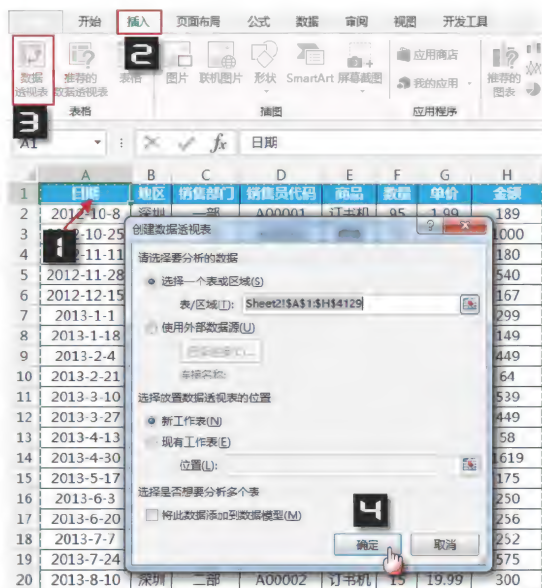 开始 插入 页面布局 公式 数据 审阅 视图 开发工具
2
数据透视表 推荐的数据透视表 表格 图片 联机图片 形状 SmartArt 屏幕截图 应用商店 我的应用 推荐的图表
表格 插图 应用程序
3
A1 fx 日期
A B C D E F G H
1 日期 地区 销售部门 销售员代码 商品 数量 单价 金额
2 2012-10-8 深圳 一部 A00001 订书机 95 1.99 189
3 -10-25 1000
4 -11-11 180
5 2012-11-28 540
6 2012-12-15 167
7 2013-1-1 299
8 2013-1-18 149
9 2013-2-4 449
10 2013-2-21 64
11 2013-3-10 539
12 2013-3-27 449
13 2013-4-13 58
14 2013-4-30 1619
15 2013-5-17 175
16 2013-6-3 250
17 2013-6-20 256
18 2013-7-7 252
19 2013-7-24 575
20 2013-8-10 深圳 二部 A00002 订书机 15 19.99 300
1
创建数据透视表
请选择要分析的数据
选择一个表或区域(S)
表/区域(T): Sheet2!$A$1:$H$4129
使用外部数据源(U)
连接名称:
选择放置数据透视表的位置
新工作表(N)
现有工作表(E)
位置(L):
选择是否想要分析多个表
将此数据添加到数据模型(M)
4
确定 取消